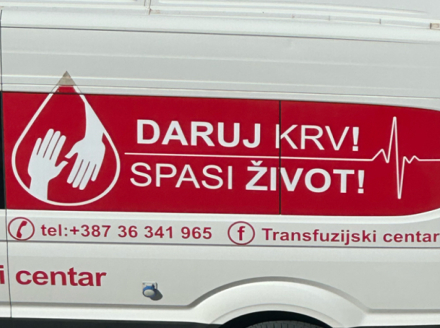 DARUJ KRV!
SPASI ŽIVOT!
tel:+387 36 341 965 f Transfuzijski centar
i centar